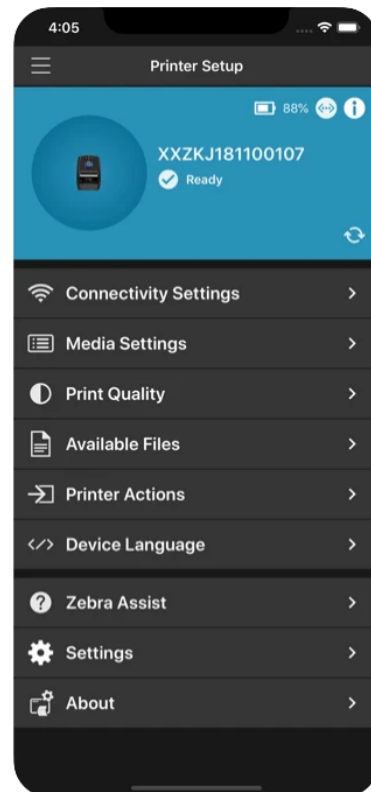 4:05
Printer Setup
88%
XXZKJ181100107
Ready
Connectivity Settings
Media Settings
Print Quality
Available Files
Printer Actions
Device Language
Zebra Assist
Settings
About